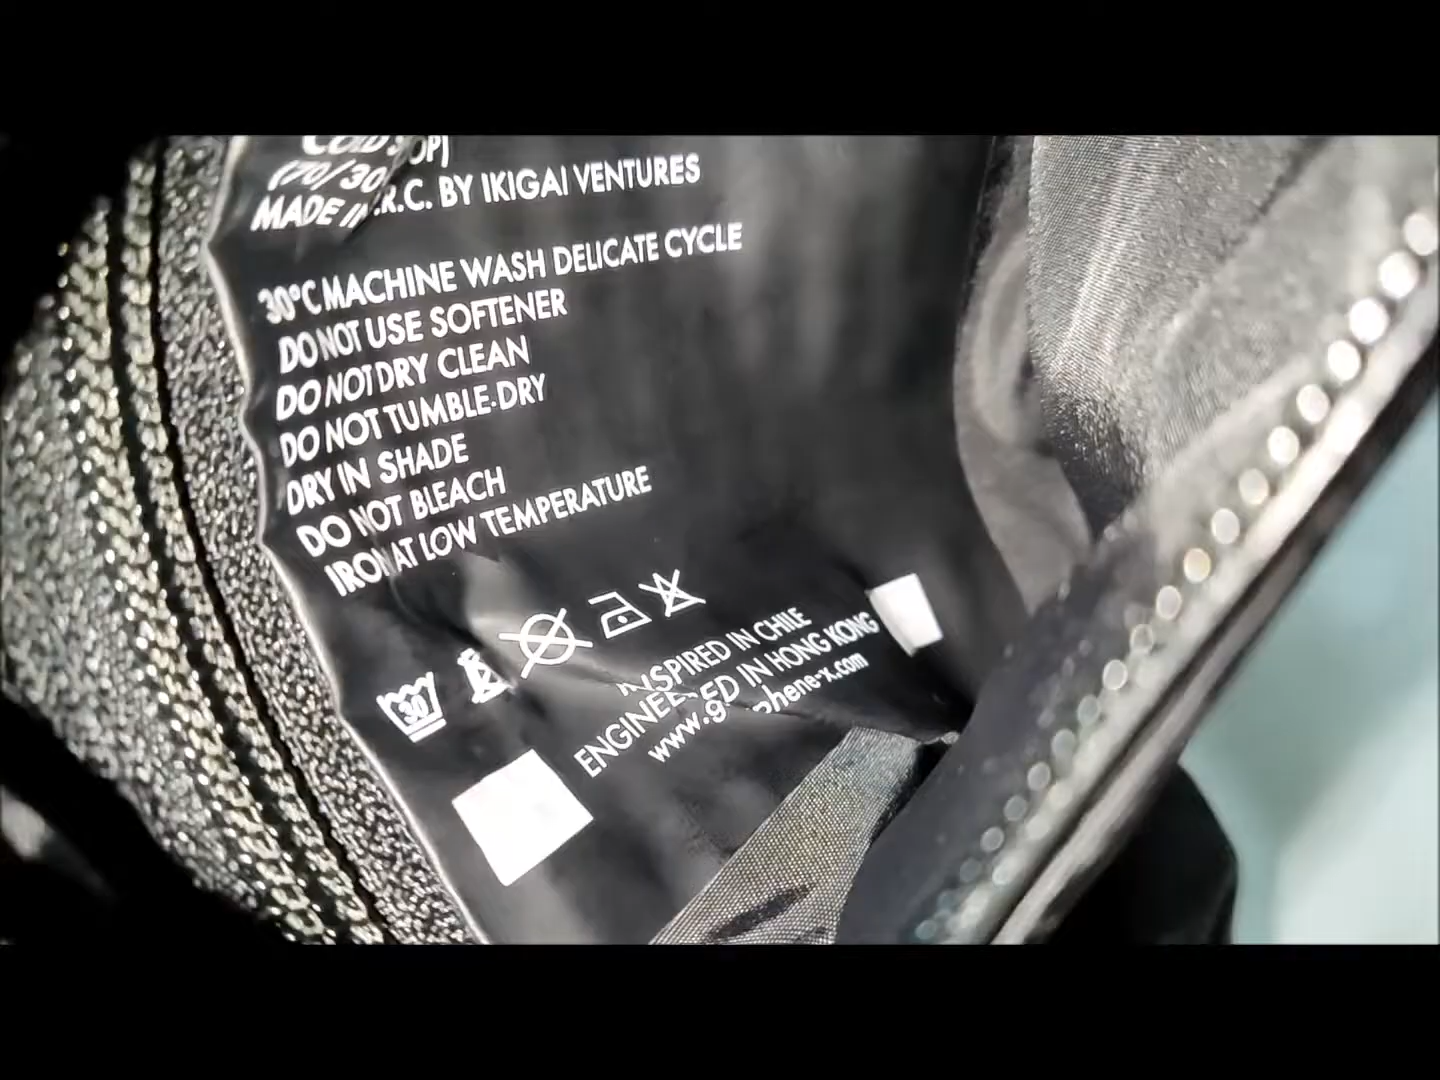 (70/30
MADE IN .R.C. BY IKIGAI VENTURES
30°C MACHINE WASH DELICATE CYCLE
DO NOT USE SOFTENER
DO NOT DRY CLEAN
DO NOT TUMBLE-DRY
DRY IN SHADE
DO NOT BLEACH
IRON AT LOW TEMPERATURE
30
INSPIRED IN CHILE
ENGINEERED IN HONG KONG